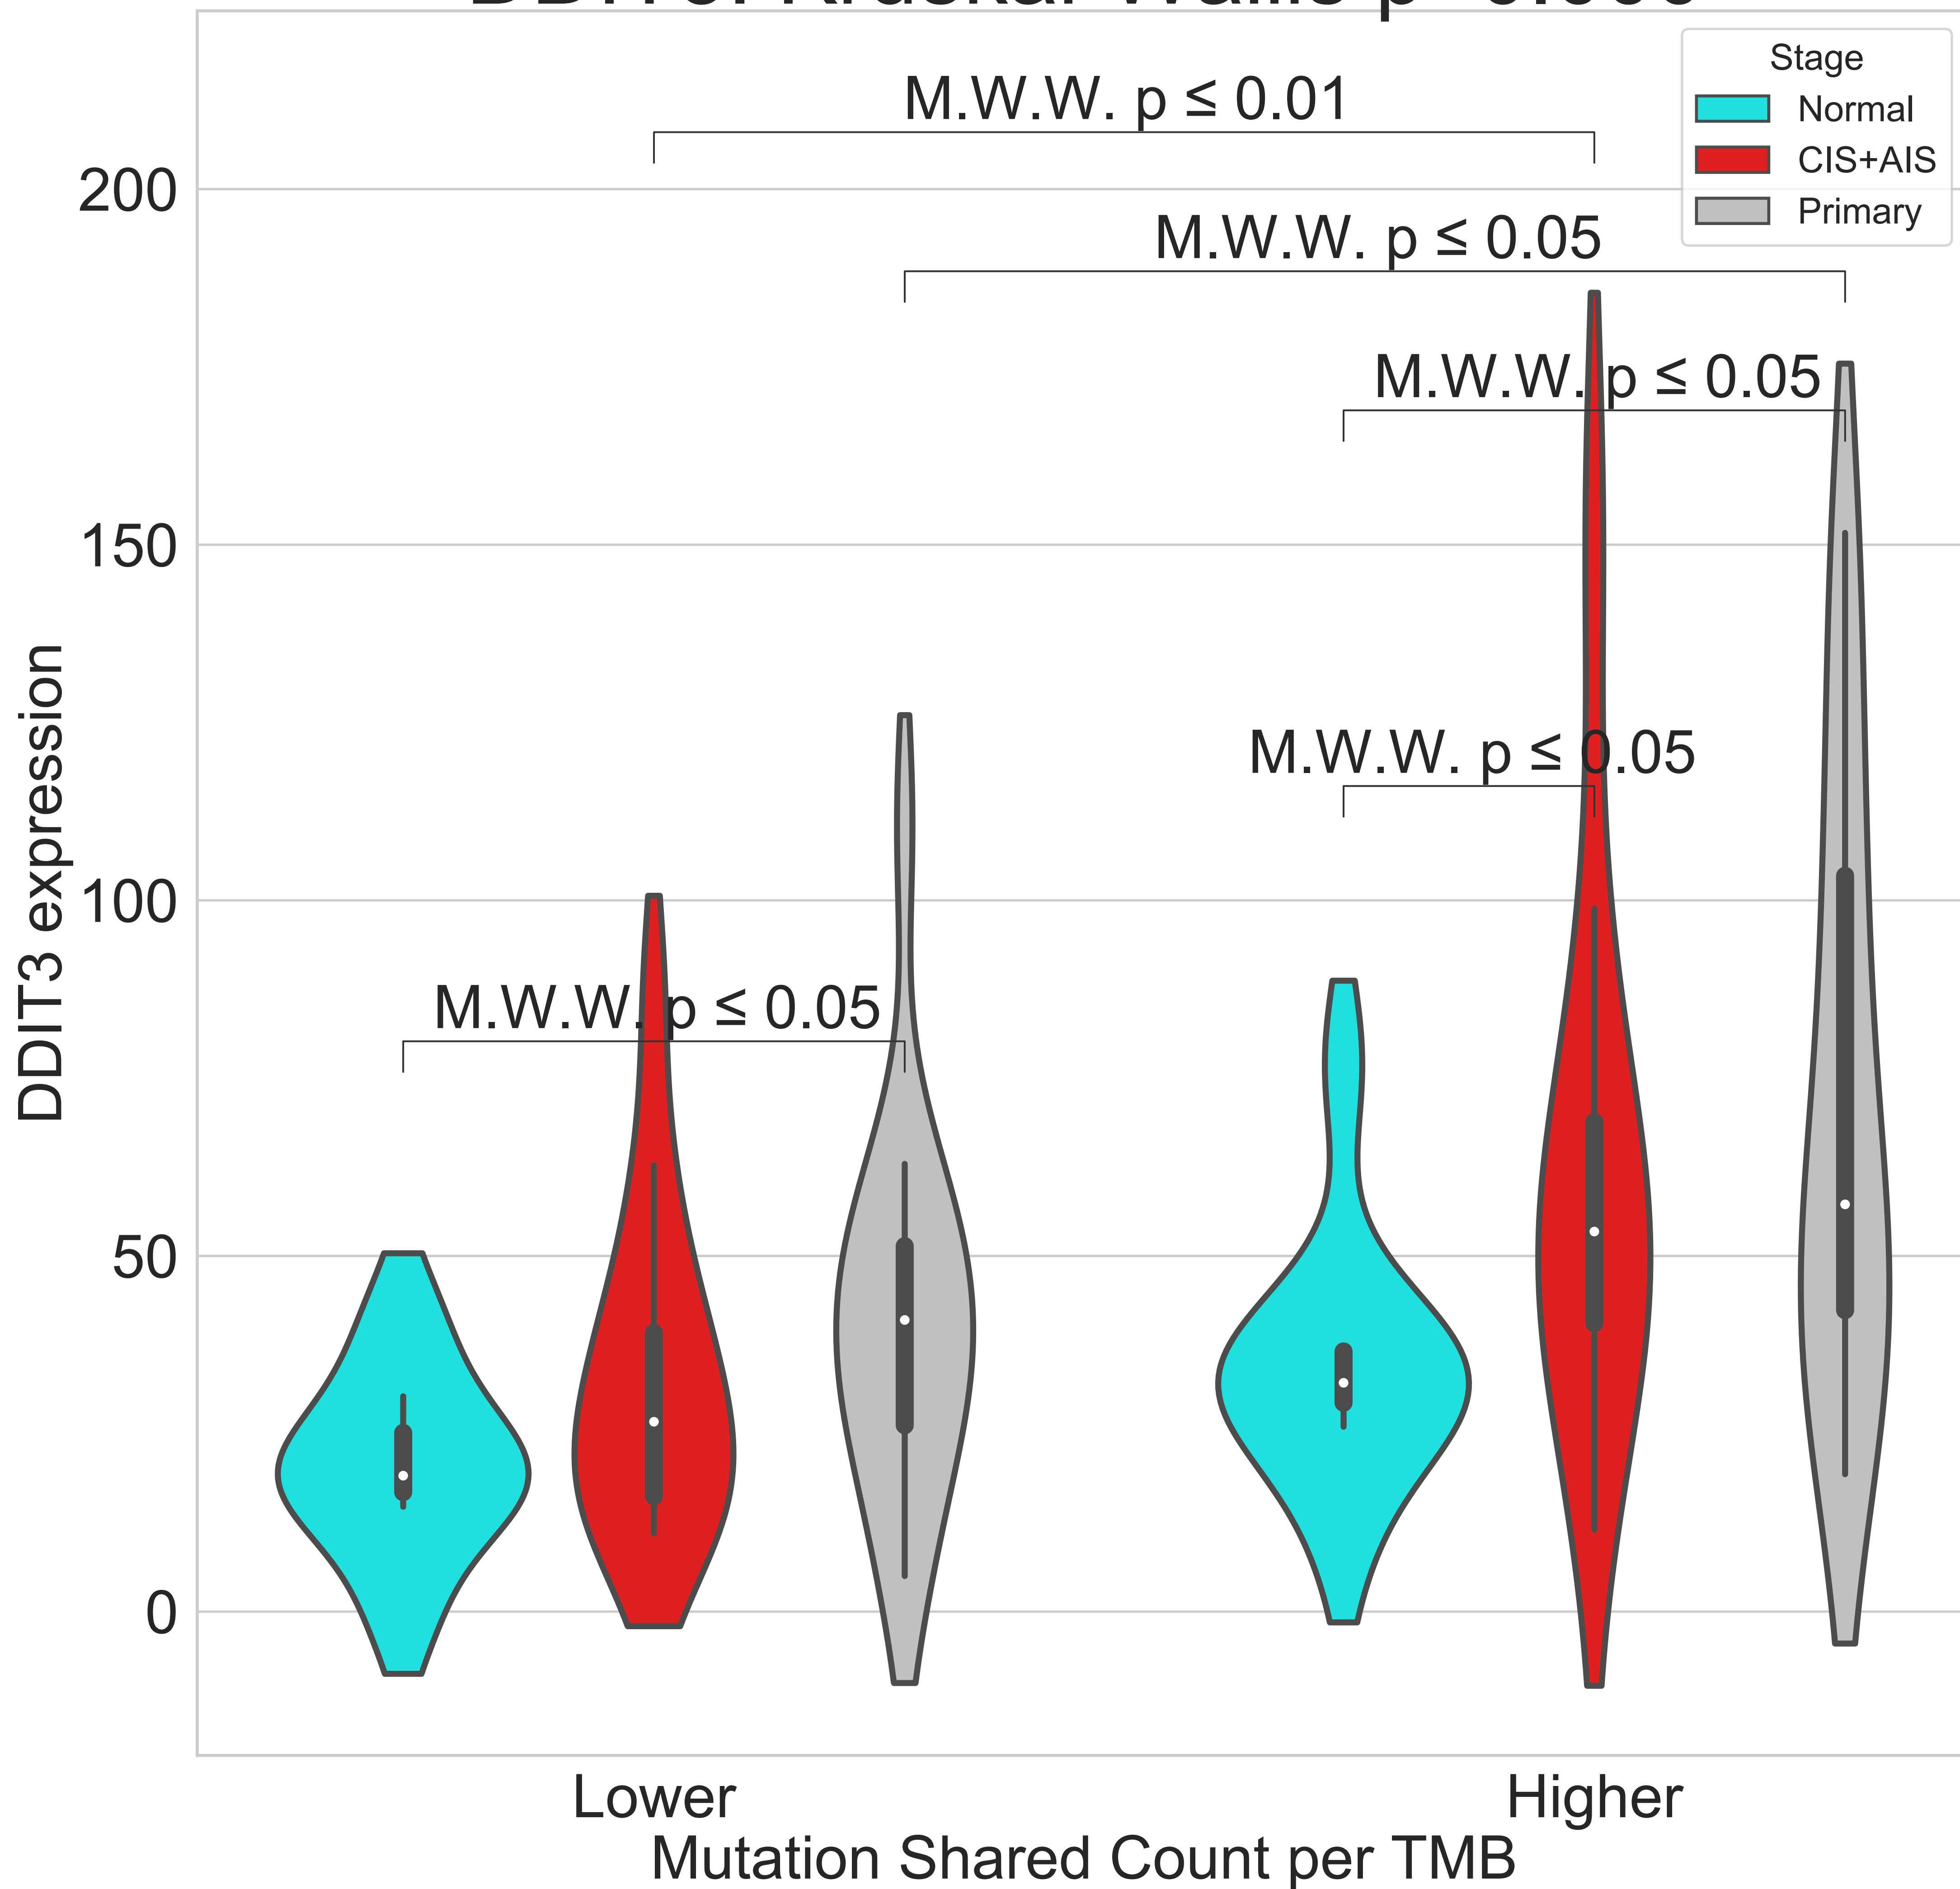 M.W.W. p ≤ 0.01
Stage
Normal
CIS+AIS
Primary
200
M.W.W. p ≤ 0.05
M.W.W. p ≤ 0.05
150
M.W.W. p ≤ 0.05
DDIT3 expression
100
M.W.W. p ≤ 0.05
50
0
Lower
Higher
Mutation Shared Count per TMB